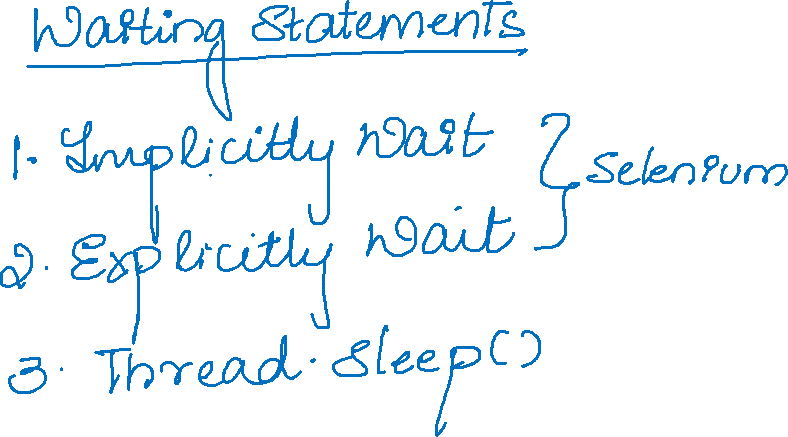 Waiting Statements
1. Implicitly Wait
2. Explicitly Wait
} Selenium
3. Thread.Sleep()